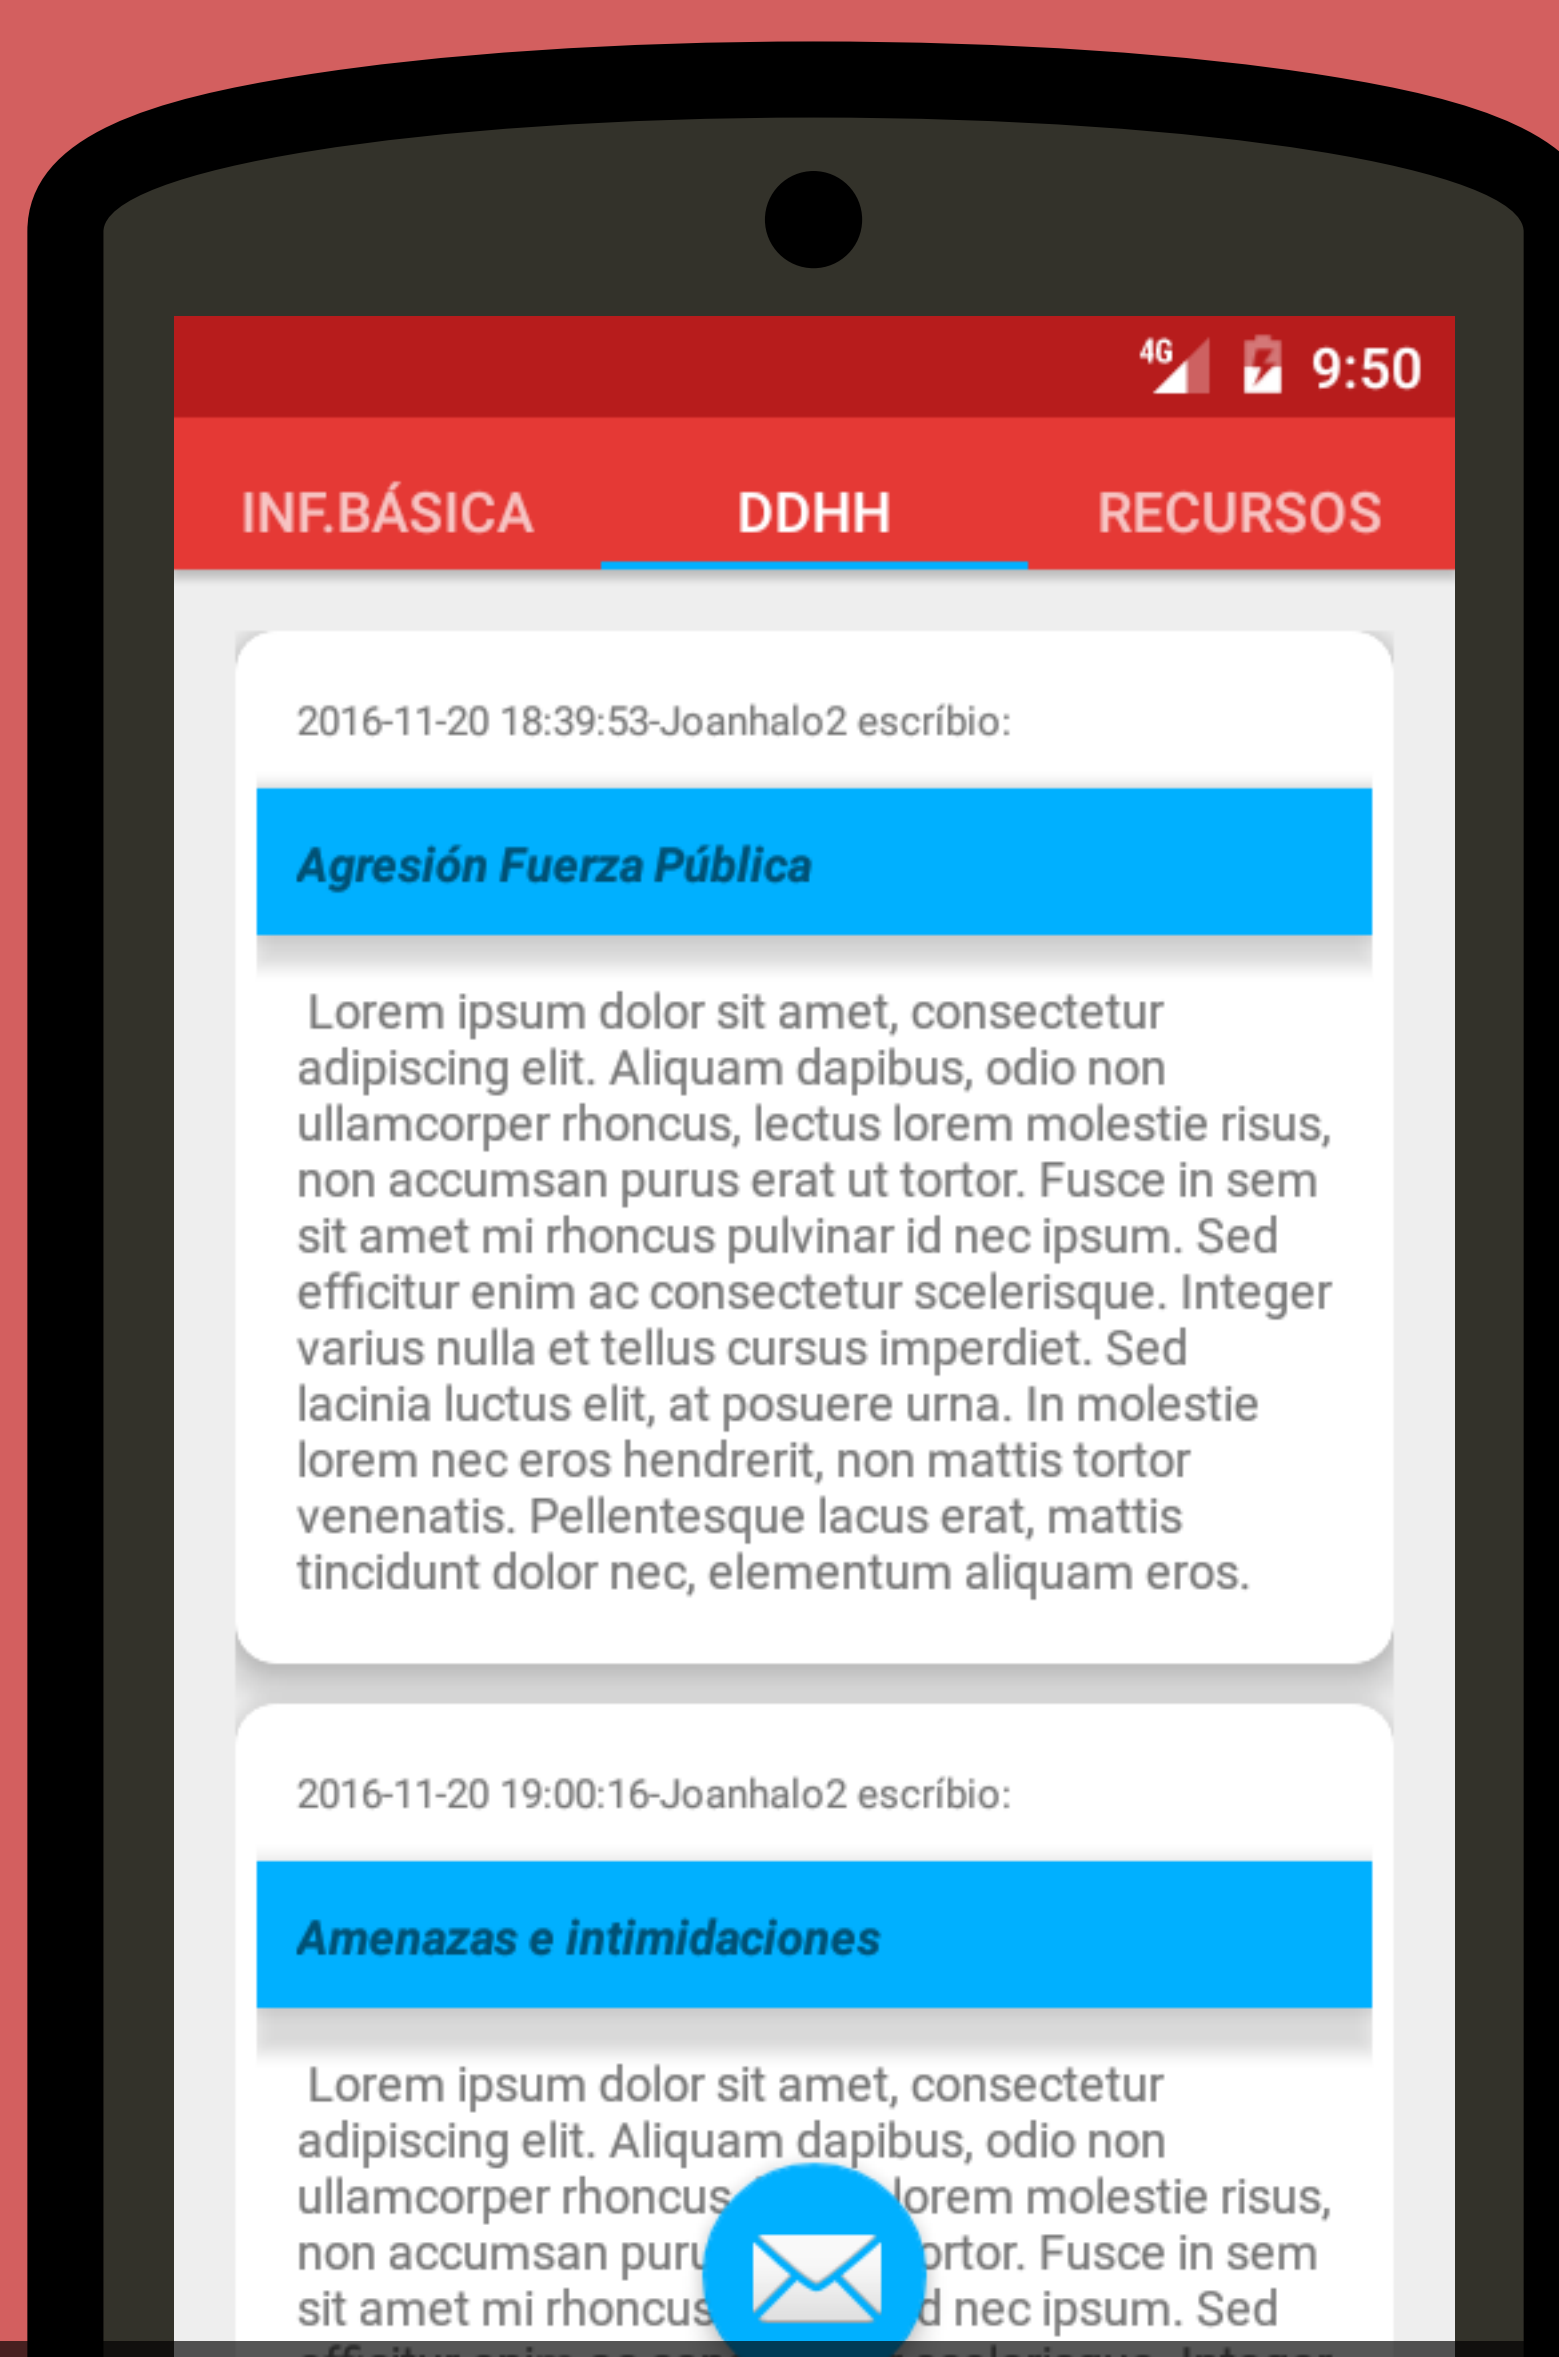 4G 9:50
INF.BÁSICA DDHH RECURSOS
2016-11-20 18:39:53-Joanhalo2 escríbio:
Agresión Fuerza Pública
Lorem ipsum dolor sit amet, consectetur
adipiscing elit. Aliquam dapibus, odio non
ullamcorper rhoncus, lectus lorem molestie risus,
non accumsan purus erat ut tortor. Fusce in sem
sit amet mi rhoncus pulvinar id nec ipsum. Sed
efficitur enim ac consectetur scelerisque. Integer
varius nulla et tellus cursus imperdiet. Sed
lacinia luctus elit, at posuere urna. In molestie
lorem nec eros hendrerit, non mattis tortor
venenatis. Pellentesque lacus erat, mattis
tincidunt dolor nec, elementum aliquam eros.
2016-11-20 19:00:16-Joanhalo2 escríbio:
Amenazas e intimidaciones
Lorem ipsum dolor sit amet, consectetur
adipiscing elit. Aliquam dapibus, odio non
ullamcorper rhoncus lorem molestie risus,
non accumsan Fusce in sem
sit amet mi rhoncus nec ipsum. Sed